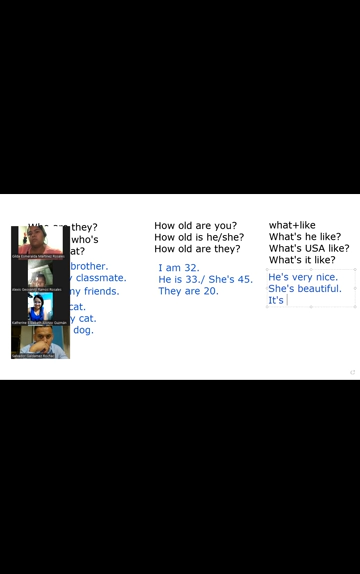 they?
who's
at?
brother.
classmate.
my friends.
cat.
cat.
dog.
How old are you?
How old is he/she?
How old are they?
I am 32.
He is 33./ She's 45.
They are 20.
what+like
What's he like?
What's USA like?
What's it like?
He's very nice.
She's beautiful.
It's